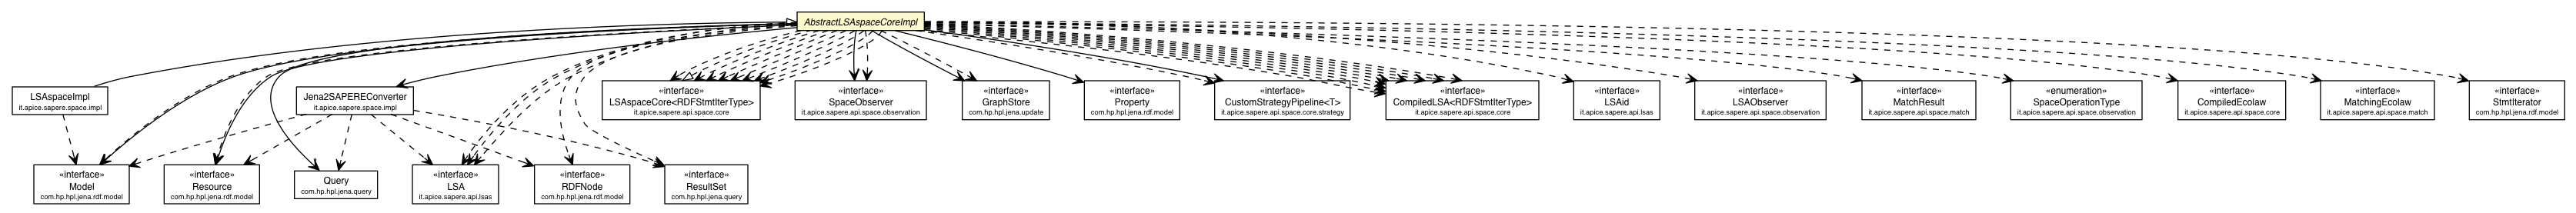 AbstractLSAspaceCoreImpl
LSAspaceImpl
it.apice.sapere.space.impl
Jena2SAPEREConverter
it.apice.sapere.space.impl
«interface»
LSAspaceCore<RDFStmtIterType>
it.apice.sapere.api.space.core
«interface»
SpaceObserver
it.apice.sapere.api.space.observation
«interface»
GraphStore
com.hp.hpl.jena.update
«interface»
Property
com.hp.hpl.jena.rdf.model
«interface»
CustomStrategyPipeline<T>
it.apice.sapere.api.space.core.strategy
«interface»
CompiledLSA<RDFStmtIterType>
it.apice.sapere.api.space.core
«interface»
LSAid
it.apice.sapere.api.lsas
«interface»
LSAObserver
it.apice.sapere.api.space.observation
«interface»
MatchResult
it.apice.sapere.api.space.match
«enumeration»
SpaceOperationType
it.apice.sapere.api.space.observation
«interface»
CompiledEcolaw
it.apice.sapere.api.space.core
«interface»
MatchingEcolaw
it.apice.sapere.api.space.match
«interface»
StmtIterator
com.hp.hpl.jena.rdf.model
«interface»
Model
com.hp.hpl.jena.rdf.model
«interface»
Resource
com.hp.hpl.jena.rdf.model
Query
com.hp.hpl.jena.query
«interface»
LSA
it.apice.sapere.api.lsas
«interface»
RDFNode
com.hp.hpl.jena.rdf.model
«interface»
ResultSet
com.hp.hpl.jena.query